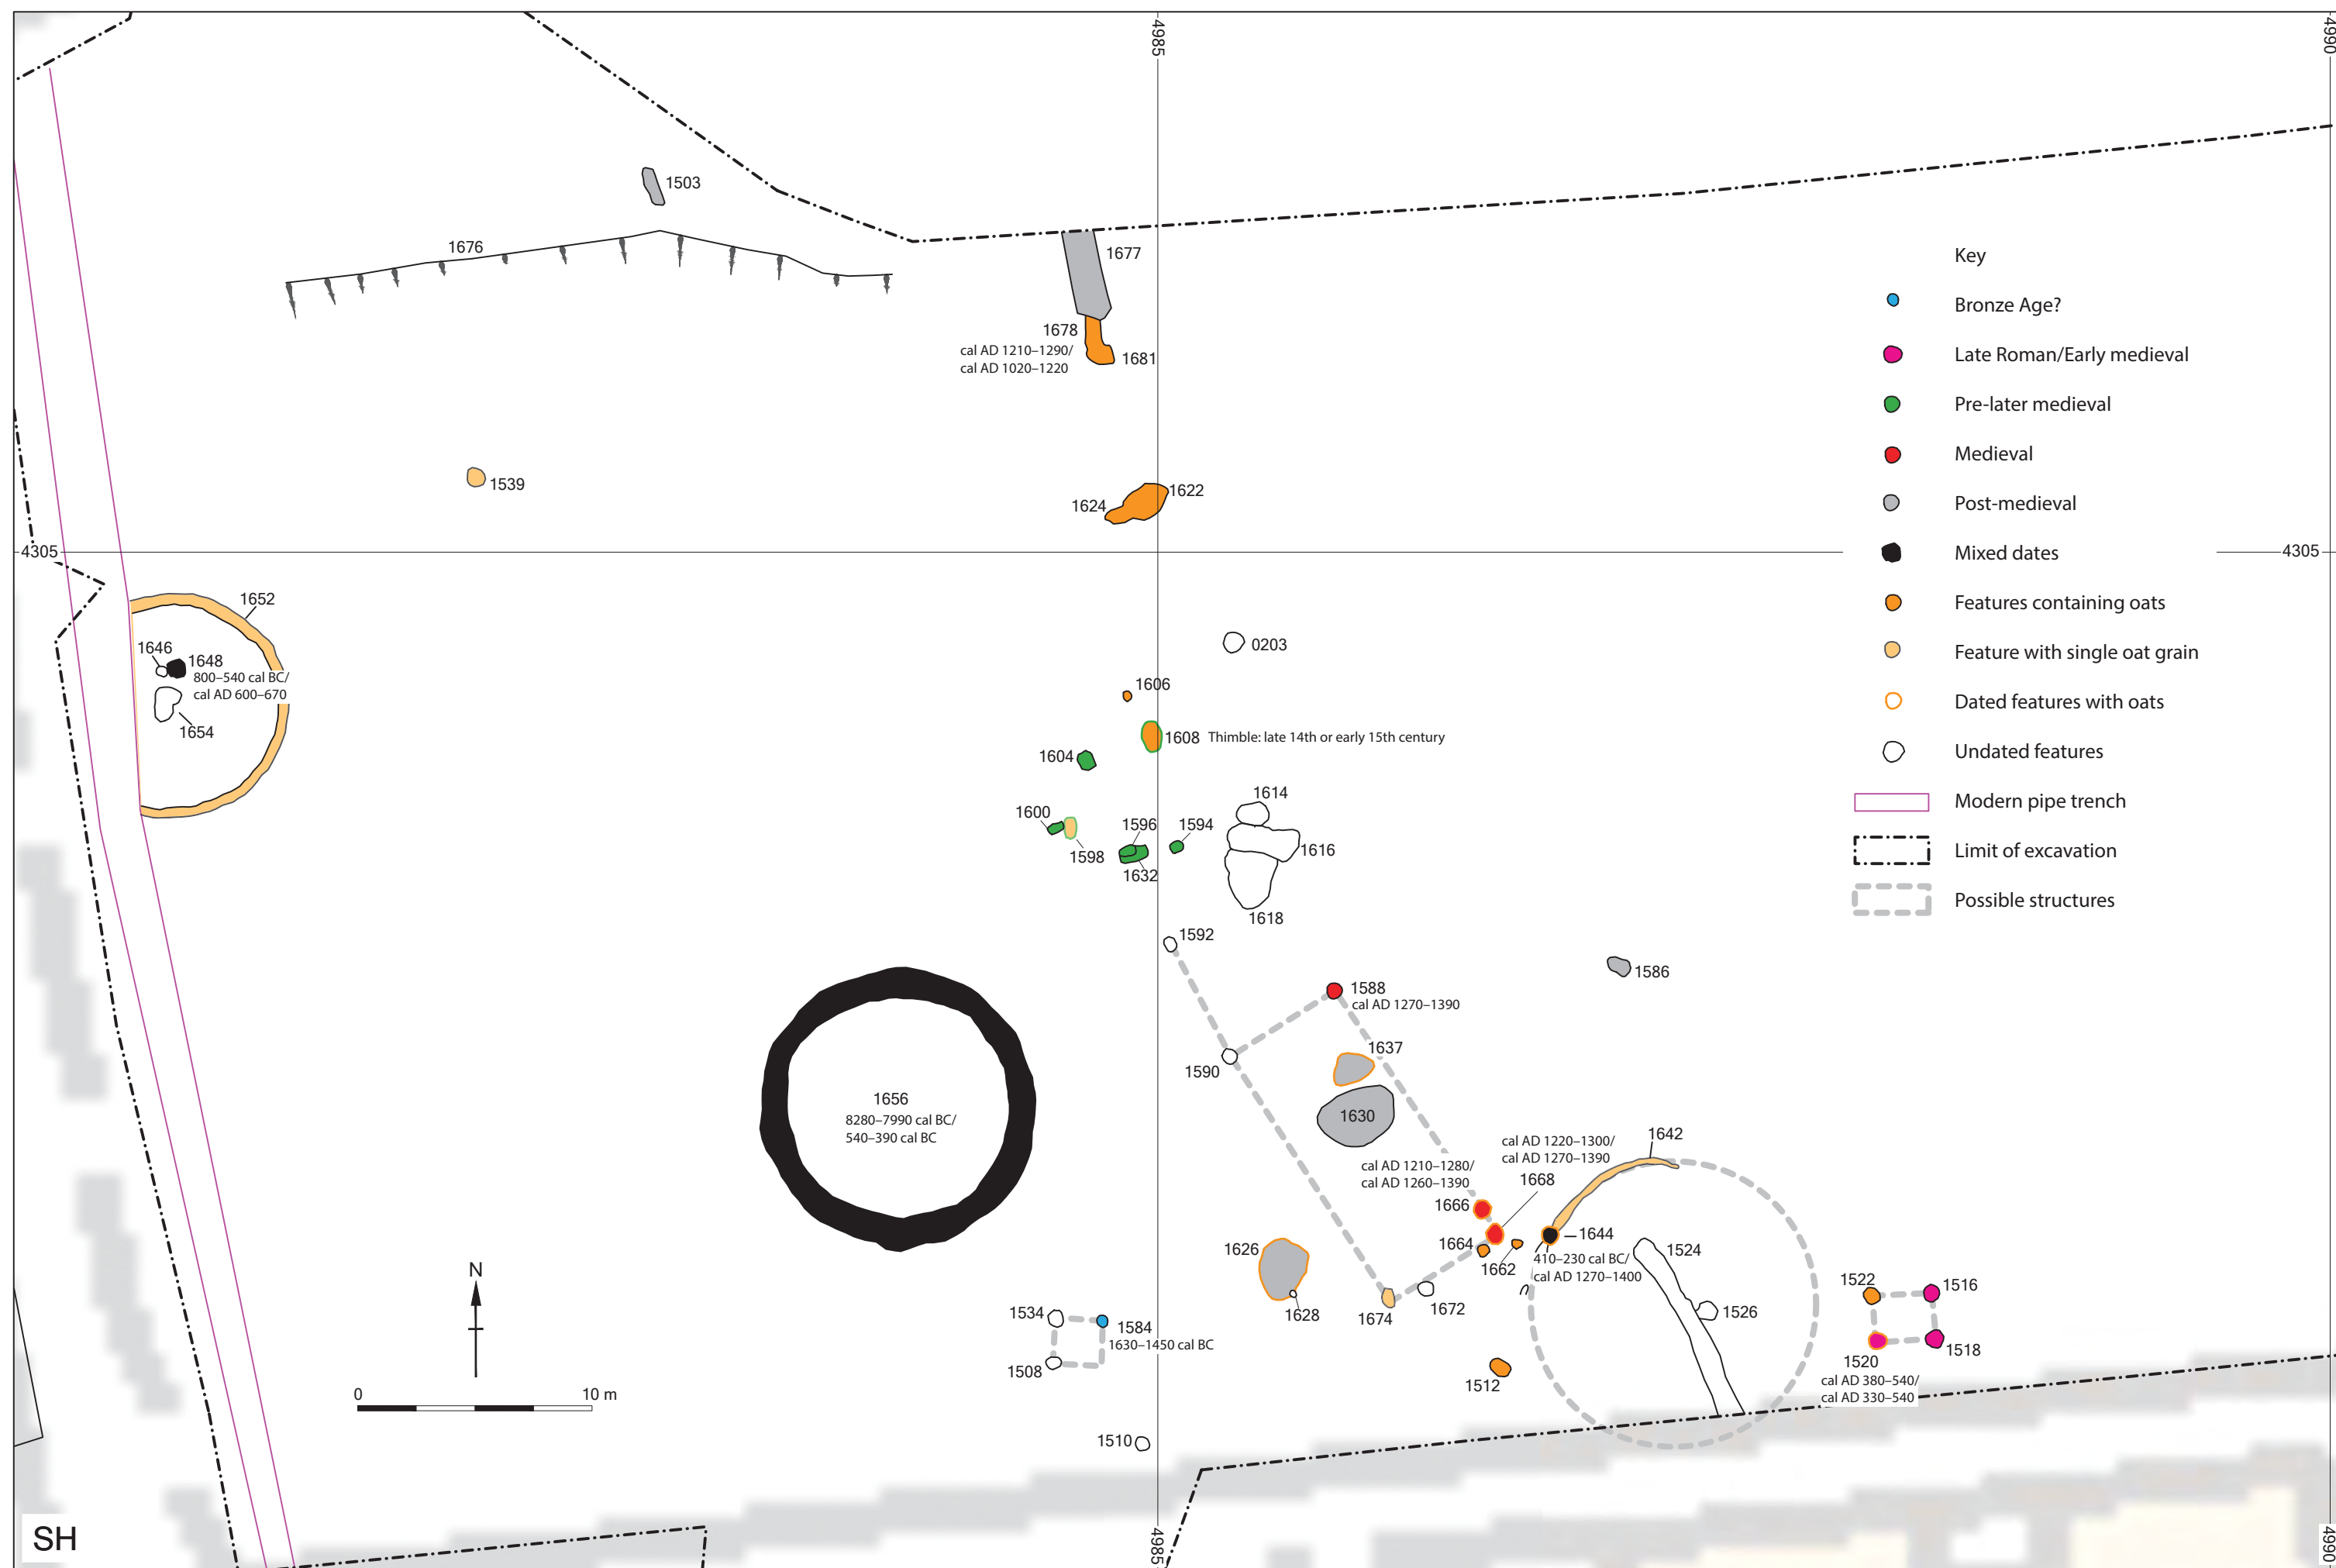 4985
4990
1503
1676
1677
1678
cal AD 1210–1290/
cal AD 1020–1220
1681
1539
1622
1624
4305
4305
1652
1646
1648
800–540 cal BC/
cal AD 600–670
1654
0203
1606
1608 Thimble: late 14th or early 15th century
1604
1600
1598
1596
1594
1632
1614
1616
1618
1592
1586
1588
cal AD 1270–1390
1637
1590
1630
1656
8280–7990 cal BC/
540–390 cal BC
cal AD 1220–1300/
cal AD 1270–1390
1642
cal AD 1210–1280/
cal AD 1260–1390
1668
1666
1664
1662
1644
410–230 cal BC/
cal AD 1270–1400
1524
1526
1626
1628
1674
1672
1522
1516
1520
1518
cal AD 380–540/
cal AD 330–540
1534
1584
1630–1450 cal BC
1508
1512
1510
N
0 10 m
Key
Bronze Age?
Late Roman/Early medieval
Pre-later medieval
Medieval
Post-medieval
Mixed dates
Features containing oats
Feature with single oat grain
Dated features with oats
Undated features
Modern pipe trench
Limit of excavation
Possible structures
SH
4985
4990